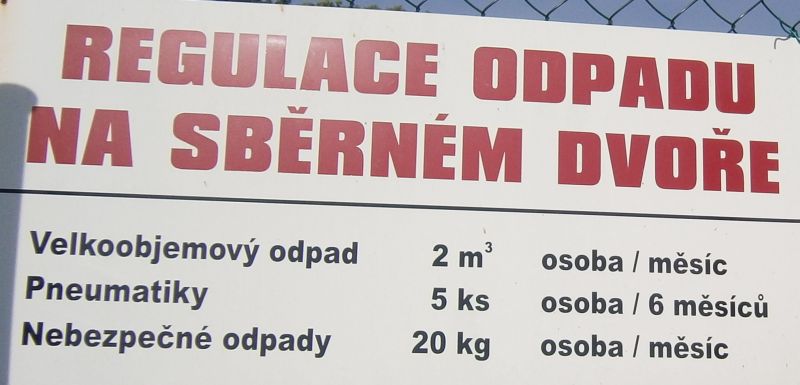 REGULACE ODPADU
NA SBĚRNÉM DVOŘE
Velkoobjemový odpad 2 m³ osoba / měsíc
Pneumatiky 5 ks osoba / 6 měsíců
Nebezpečné odpady 20 kg osoba / měsíc